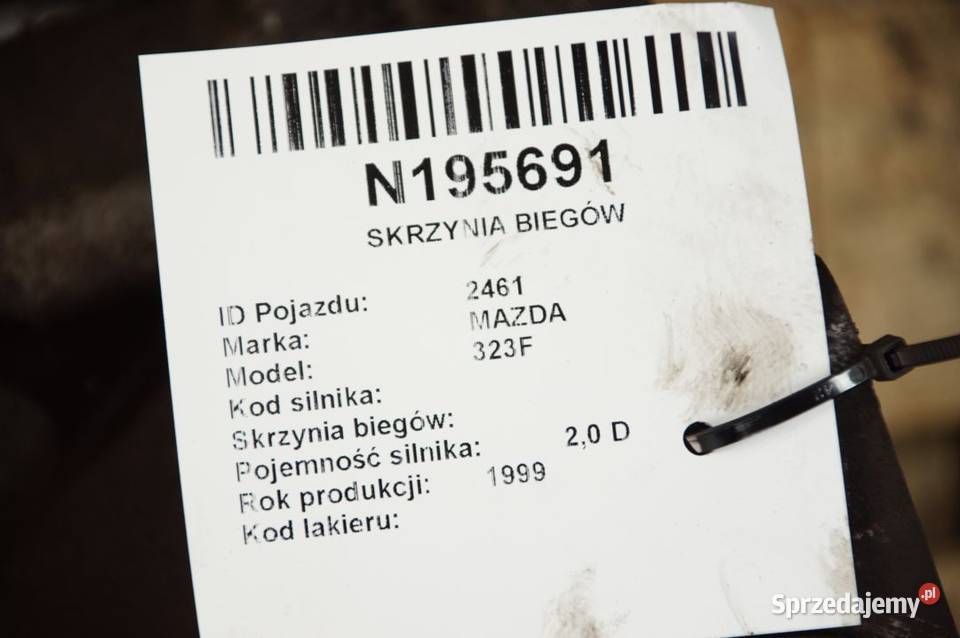 N195691
SKRZYNIA BIEGÓW
ID Pojazdu: 2461
Marka: MAZDA
Model: 323F
Kod silnika:
Skrzynia biegów:
Pojemność silnika: 2,0 D
Rok produkcji: 1999
Kod lakieru:
Sprzedajemy.pl